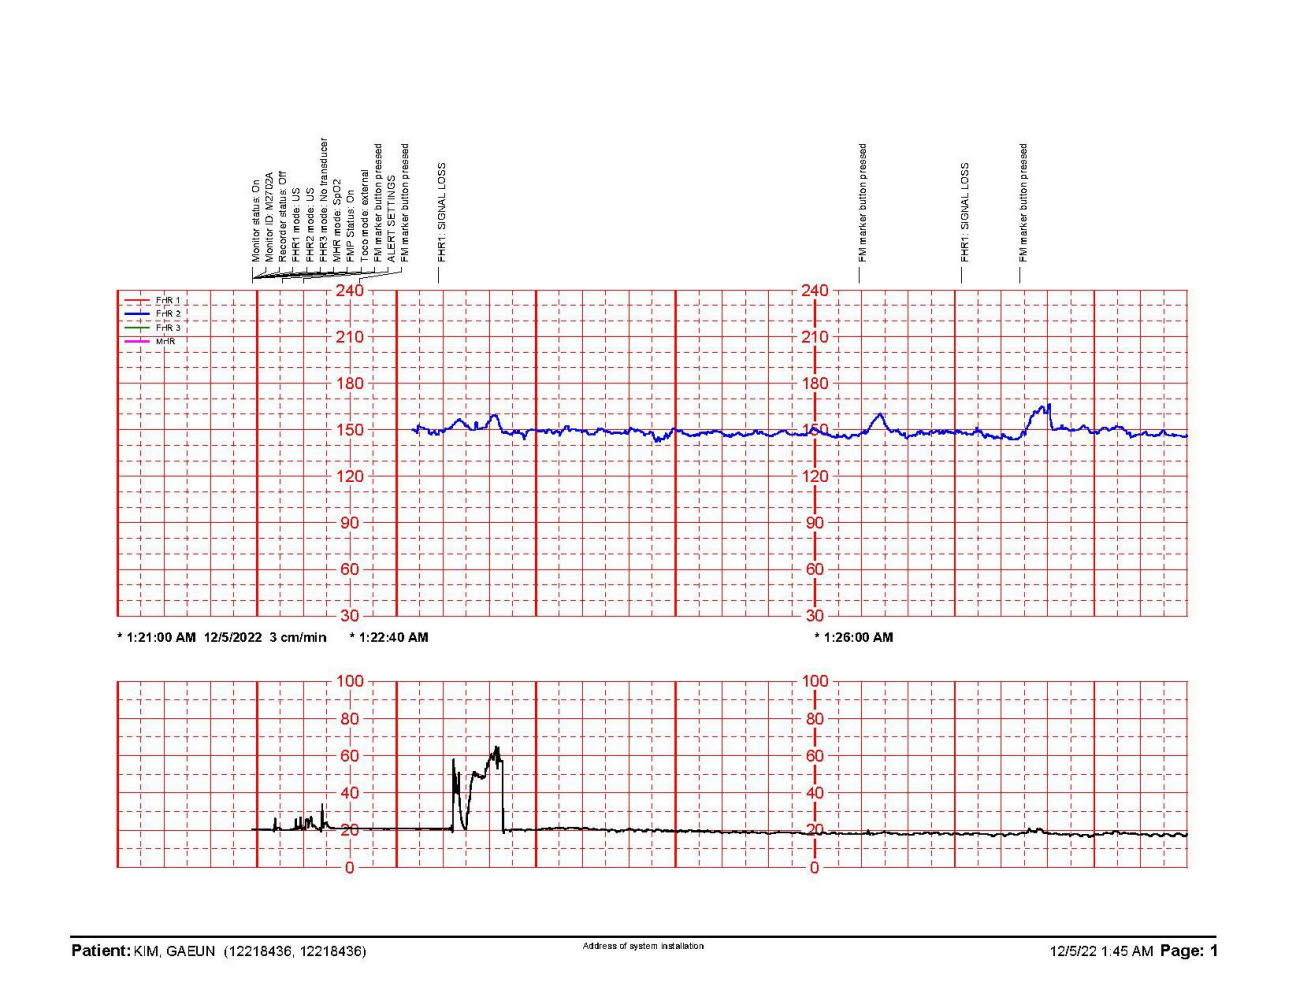 Monitor status: On
Monitor ID: M2702A
Recorder status: Off
FHR1 mode: US
FHR2 mode: US
FHR3 mode: No transducer
MHR mode: SpO2
FMP Status: On
Toco mode: external
FM marker button pressed
ALERT SETTINGS
FM marker button pressed
FHR1: SIGNAL LOSS
FM marker button pressed
FHR1: SIGNAL LOSS
FM marker button pressed
FHR 1
FHR 2
FHR 3
MHR
240 240
210 210
180 180
150 150
120 120
90 90
60 60
30 30
* 1:21:00 AM 12/5/2022 3 cm/min * 1:22:40 AM * 1:26:00 AM
100 100
80 80
60 60
40 40
20 20
0 0
Patient: KIM, GAEUN (12218436, 12218436) Address of system installation 12/5/22 1:45 AM Page: 1